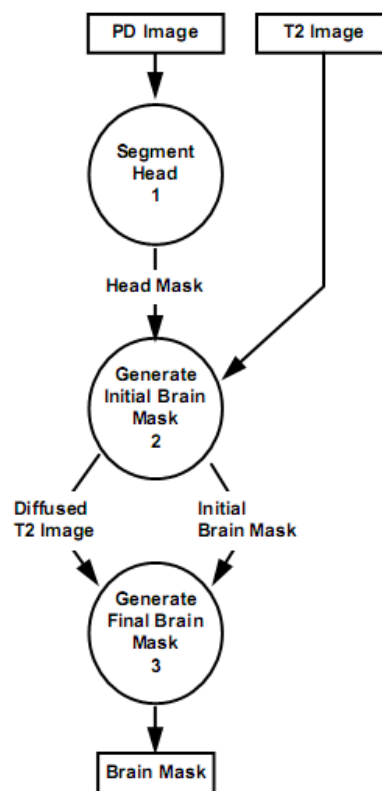 PD Image
T2 Image
Segment
Head
1
Head Mask
Generate
Initial Brain
Mask
2
Diffused
T2 Image
Initial
Brain Mask
Generate
Final Brain
Mask
3
Brain Mask